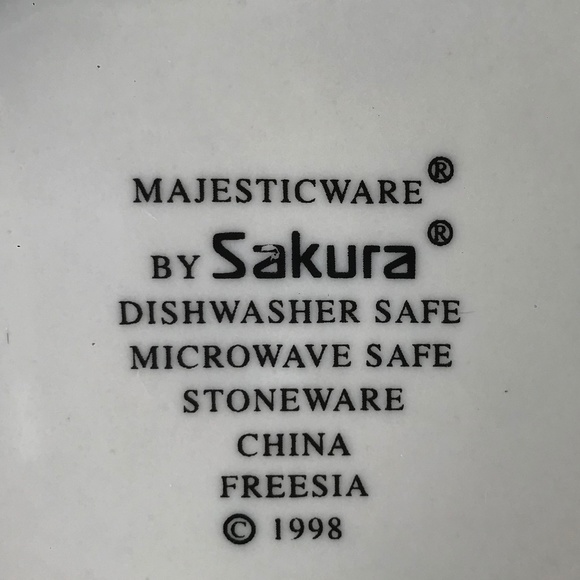 MAJESTICWARE®
BY Sakura®
DISHWASHER SAFE
MICROWAVE SAFE
STONEWARE
CHINA
FREESIA
© 1998